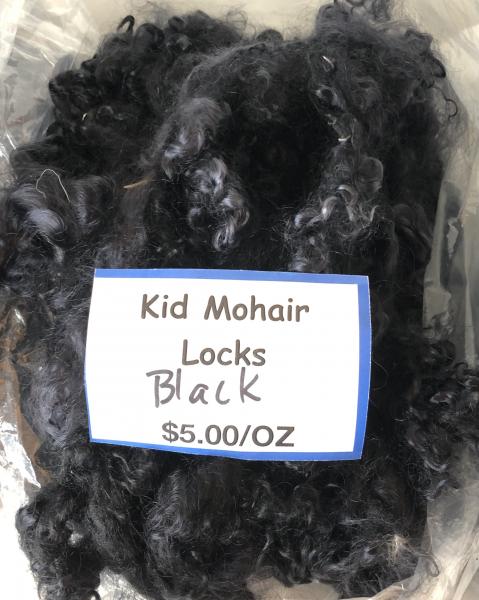 Kid Mohair
Locks
Black
$5.00/OZ